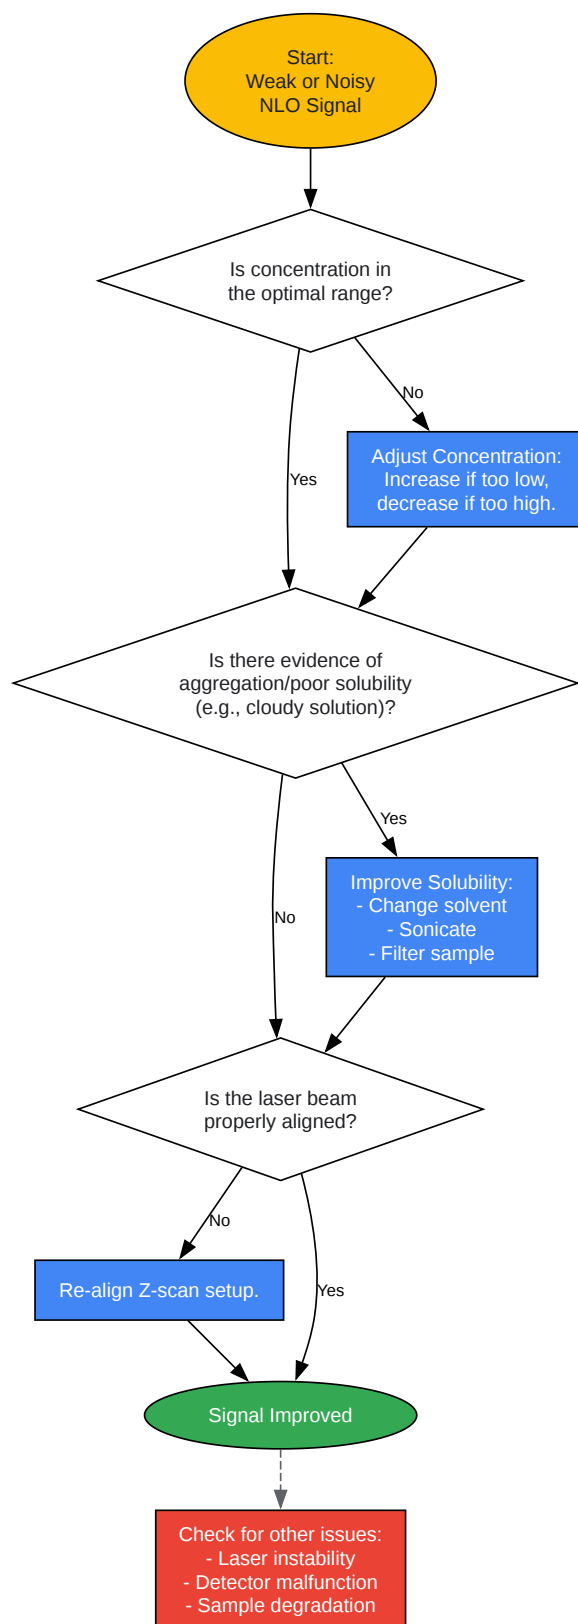 Start:
Weak or Noisy
NLO Signal
Is concentration in
the optimal range?
No
Yes
Adjust Concentration:
Increase if too low,
decrease if too high.
Is there evidence of
aggregation/poor solubility
(e.g., cloudy solution)?
Yes
No
Improve Solubility:
- Change solvent
- Sonicate
- Filter sample
Is the laser beam
properly aligned?
No
Yes
Re-align Z-scan setup.
Signal Improved
Check for other issues:
- Laser instability
- Detector malfunction
- Sample degradation